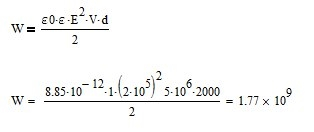 W = ε0·ε·E²·V·d / 2
W = 8.85·10⁻¹²·1·(2·10⁵)² 5·10⁶·2000 / 2 = 1.77 × 10⁹